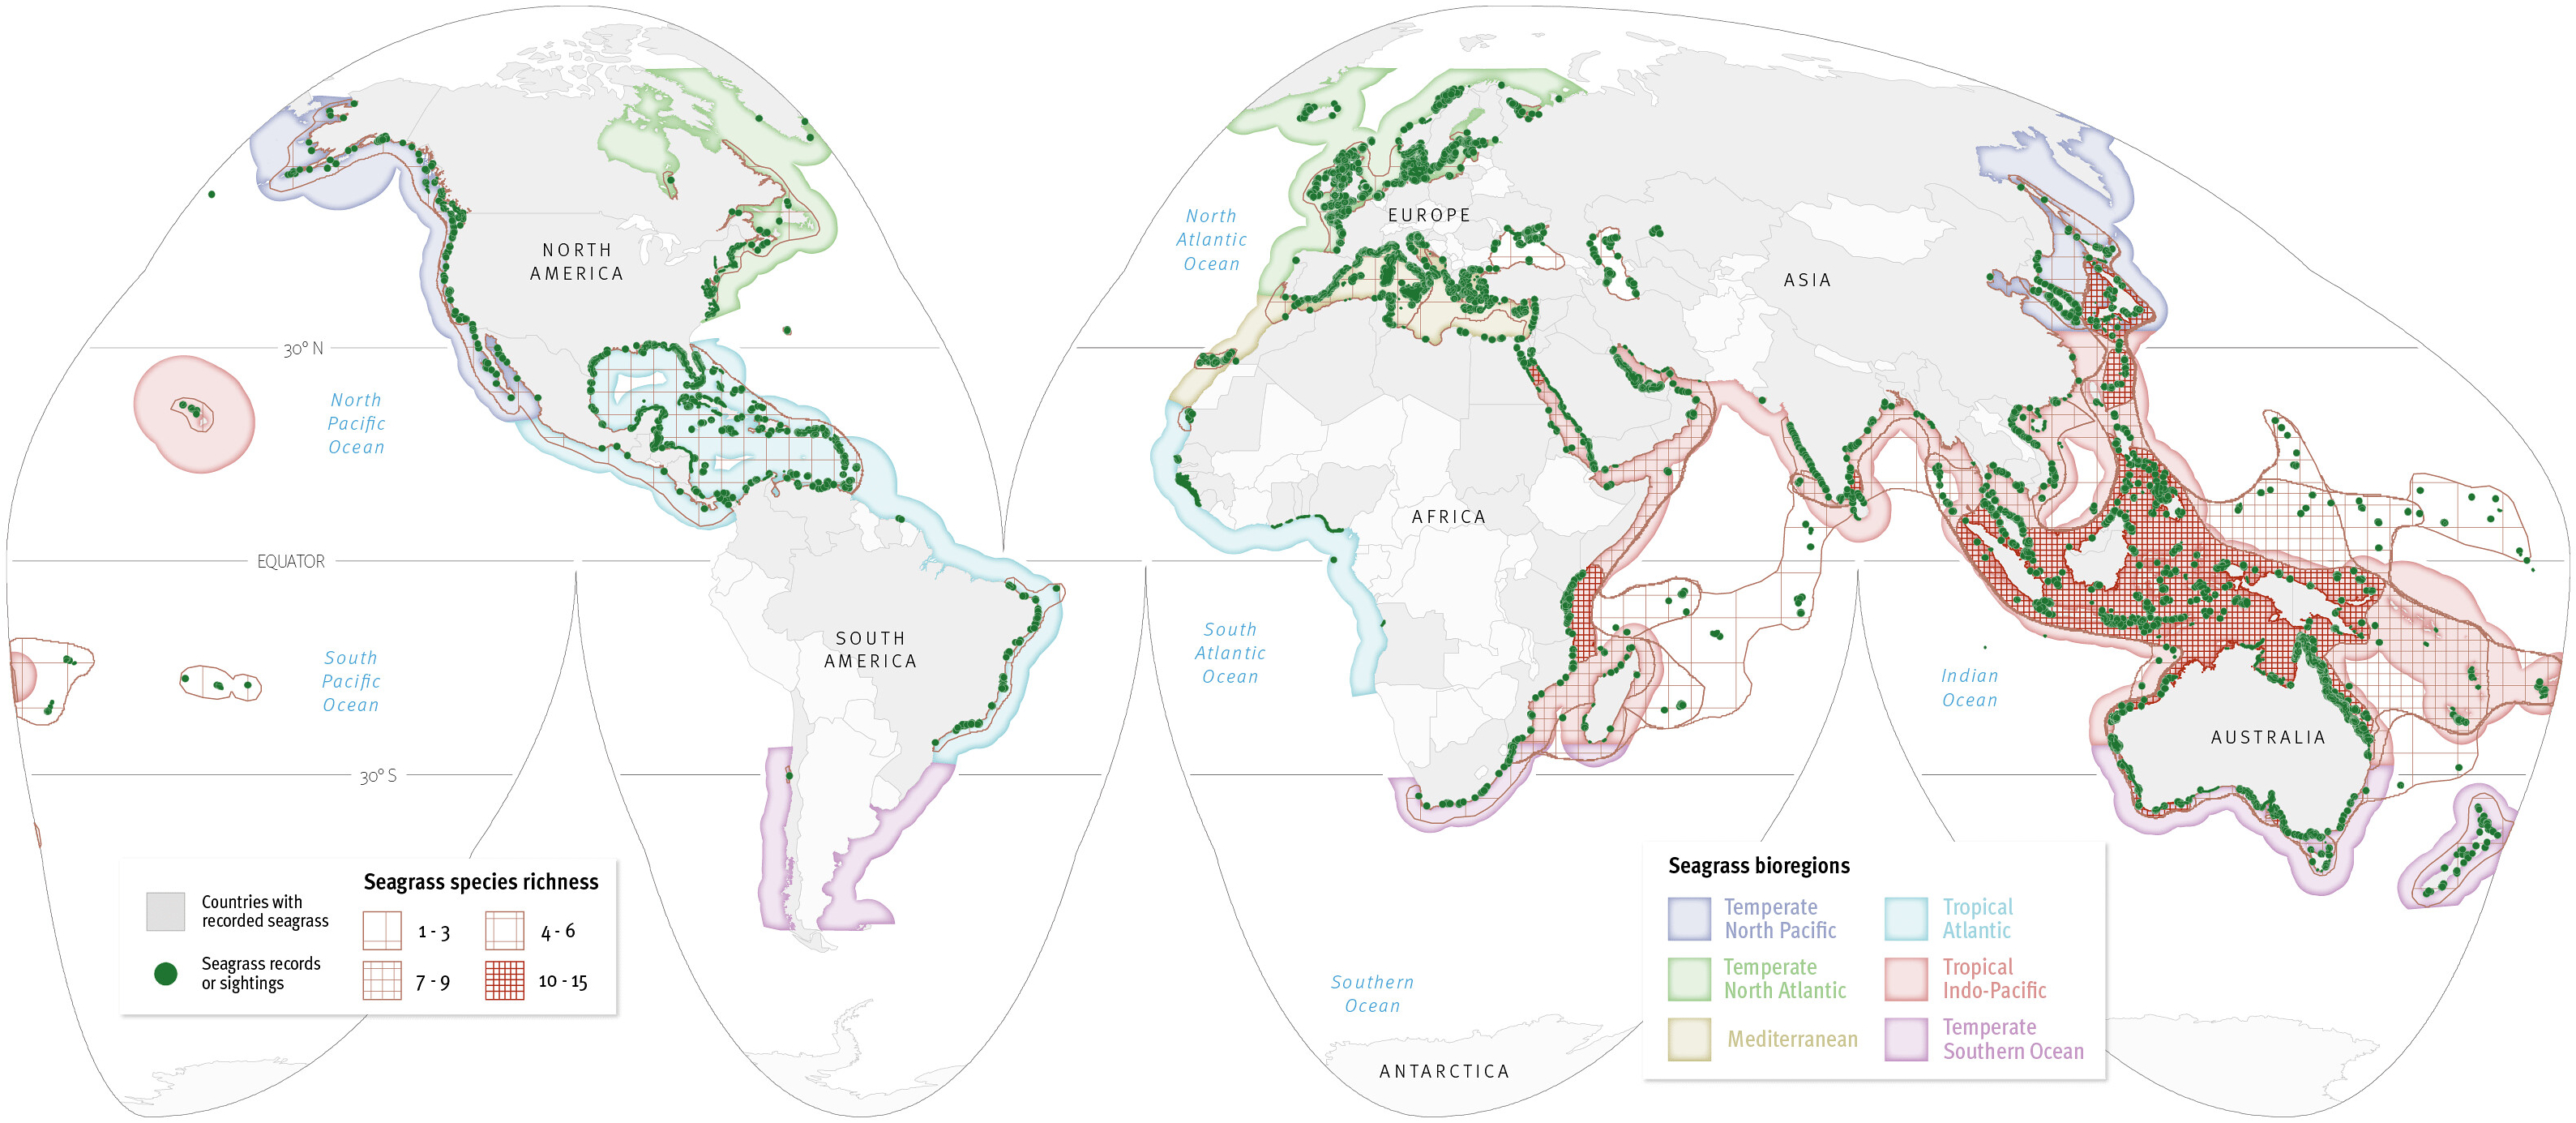 NORTH
AMERICA
EUROPE
ASIA
North
Atlantic
Ocean
30° N
North
Pacific
Ocean
AFRICA
EQUATOR
SOUTH
AMERICA
South
Pacific
Ocean
South
Atlantic
Ocean
Indian
Ocean
AUSTRALIA
30° S
Southern
Ocean
ANTARCTICA
Countries with
recorded seagrass
Seagrass records
or sightings
Seagrass species richness
1 - 3
4 - 6
7 - 9
10 - 15
Seagrass bioregions
Temperate
North Pacific
Tropical
Atlantic
Temperate
North Atlantic
Tropical
Indo-Pacific
Mediterranean
Temperate
Southern Ocean